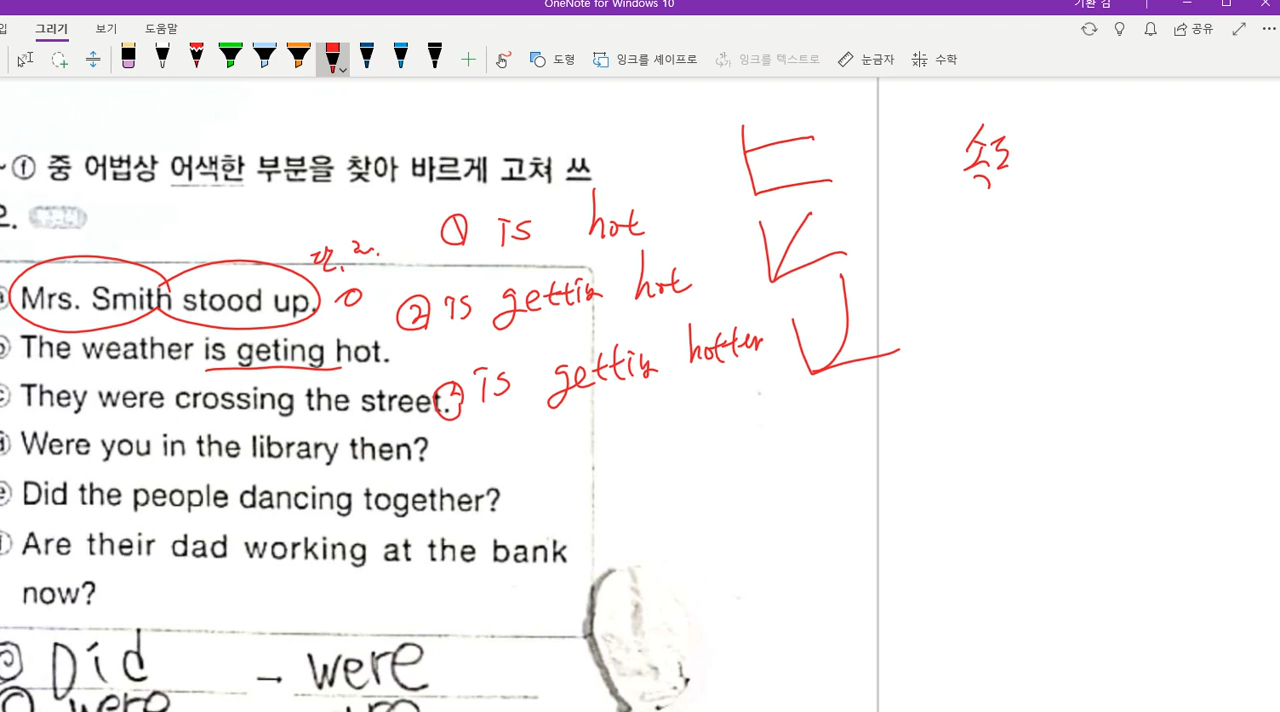 OneNote for Windows 10
기환 김
입 그리기 보기 도움말
공유
도형 잉크를 셰이프로 잉크를 텍스트로 눈금자 수학
~ⓕ 중 어법상 어색한 부분을 찾아 바르게 고쳐 쓰
오.
① is hot
ⓐ Mrs. Smith stood up.
② is gettin hot
ⓑ The weather is geting hot.
③ is gettin hotter
ⓒ They were crossing the street.
ⓓ Were you in the library then?
ⓔ Did the people dancing together?
ⓕ Are their dad working at the bank
now?
ⓔ Did → were
were